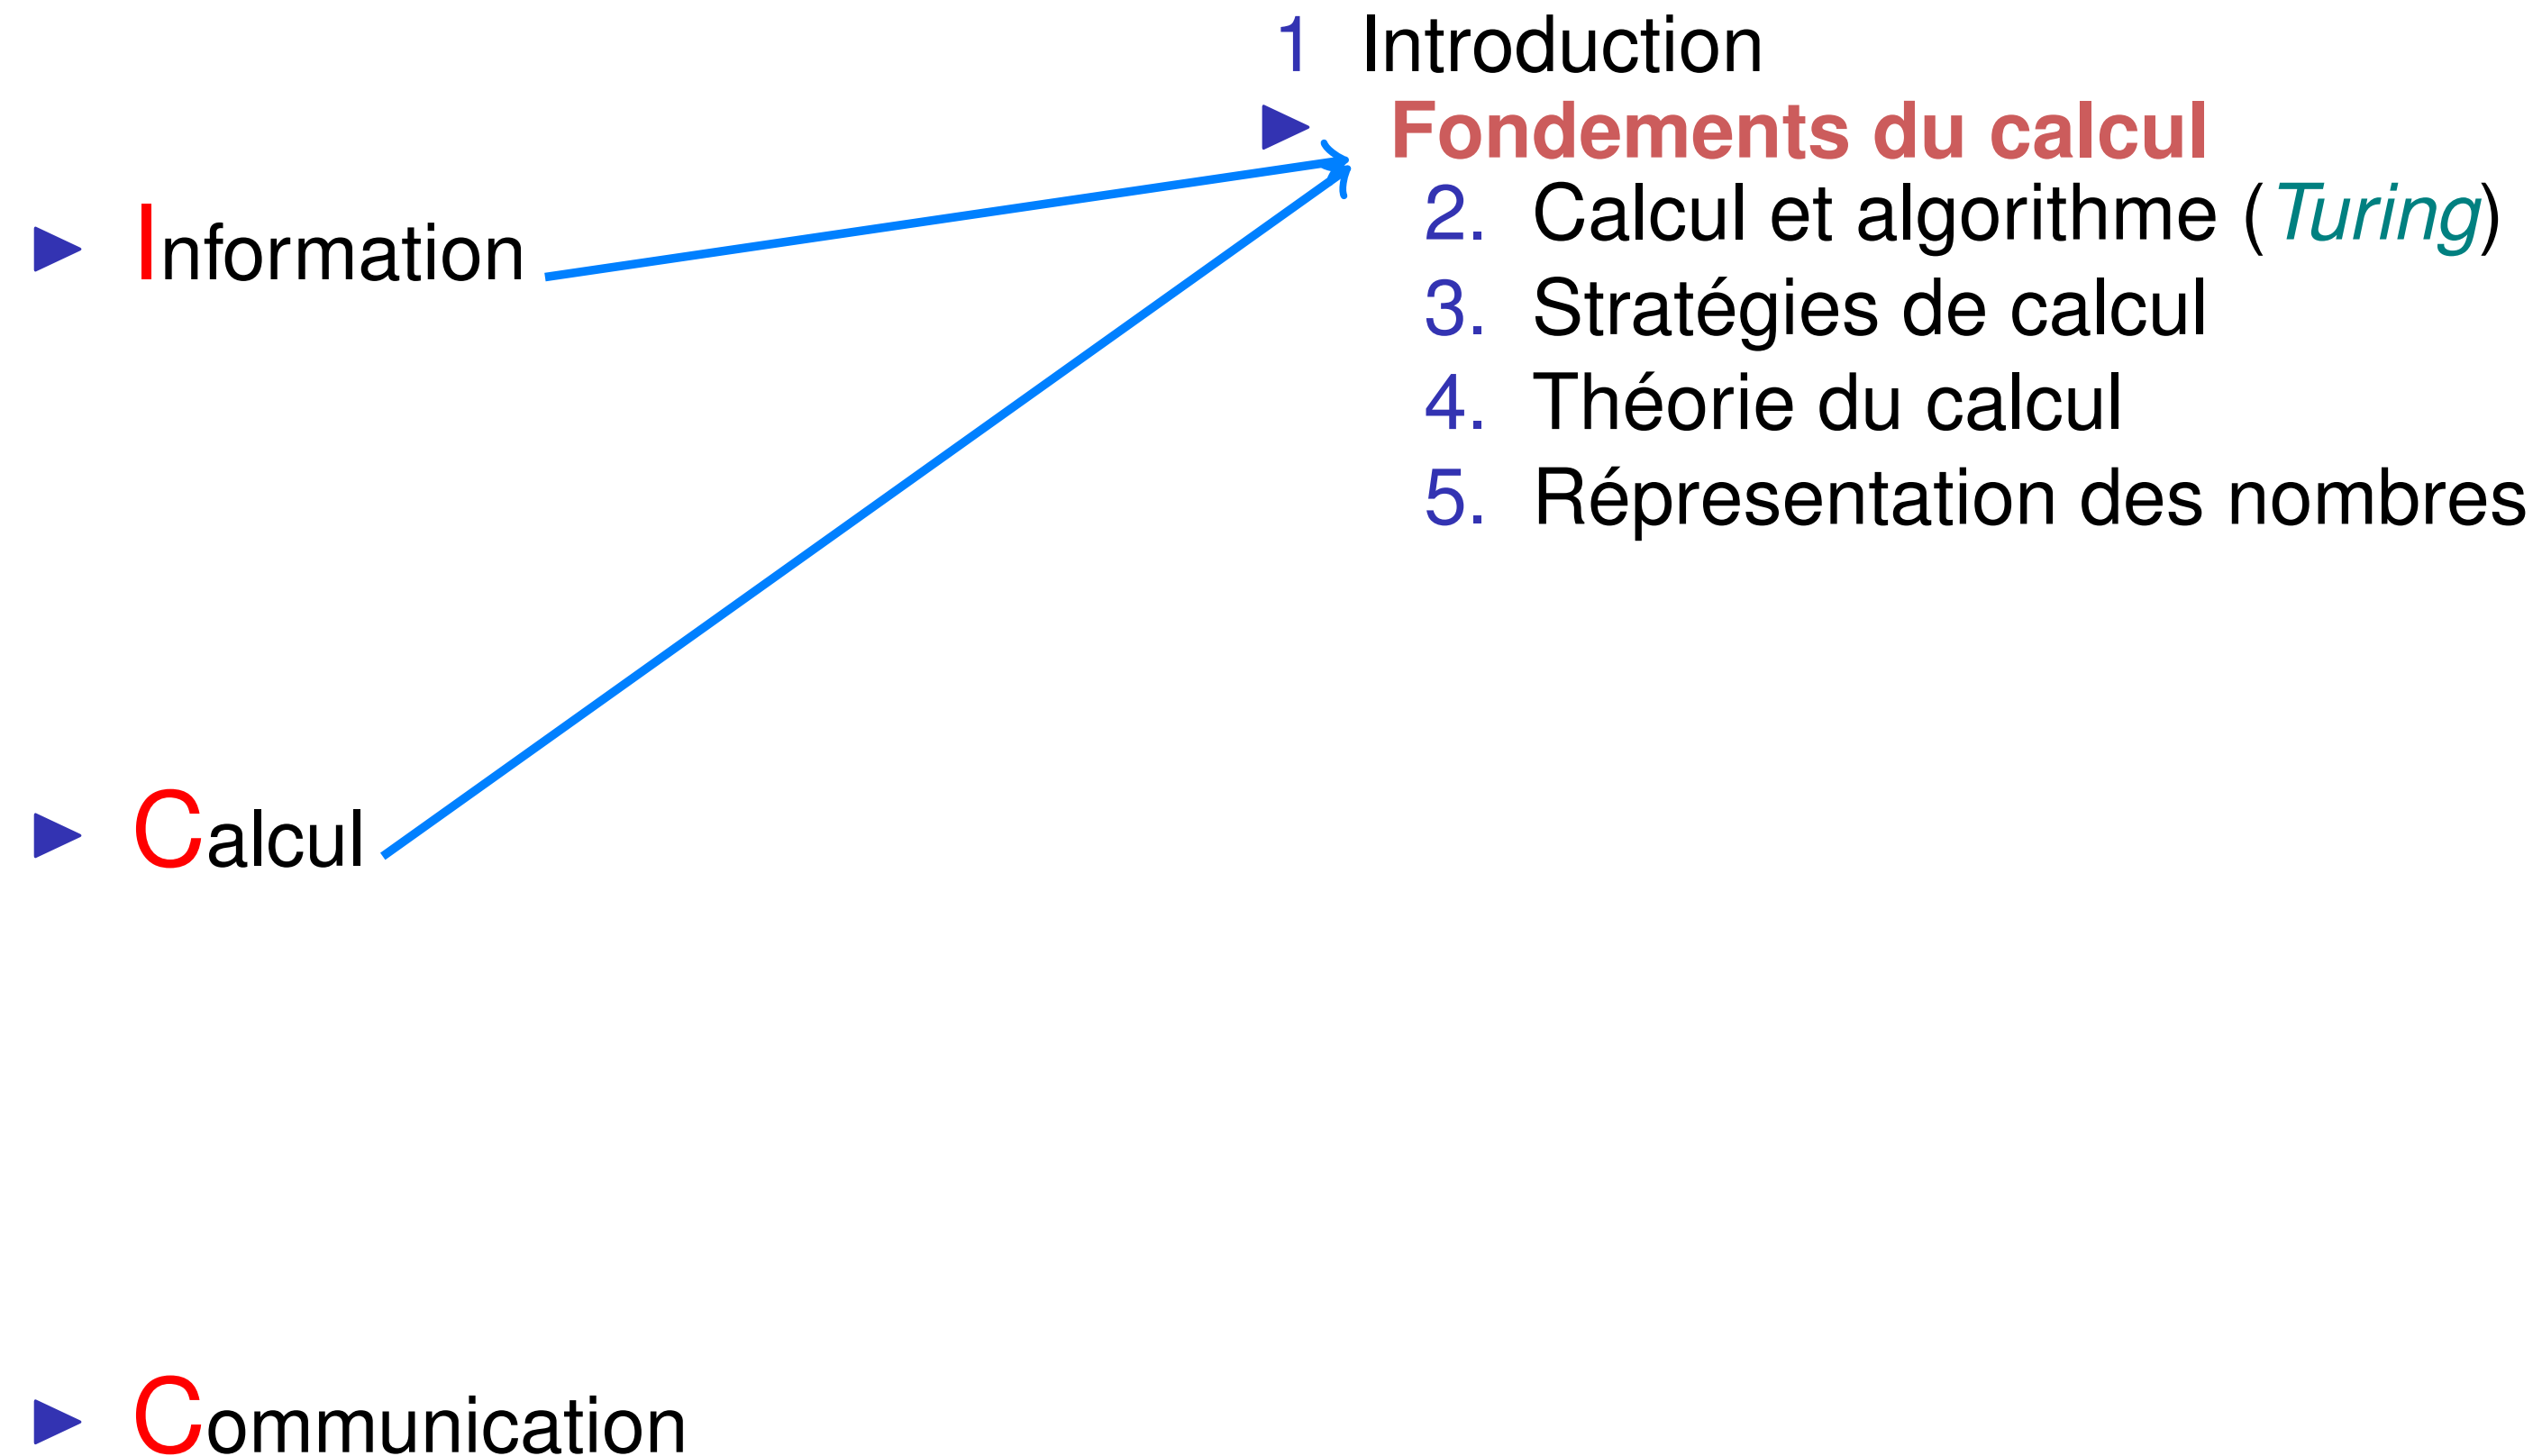 Information
Calcul
Communication
1 Introduction
Fondements du calcul
2. Calcul et algorithme (Turing)
3. Stratégies de calcul
4. Théorie du calcul
5. Répresentation des nombres